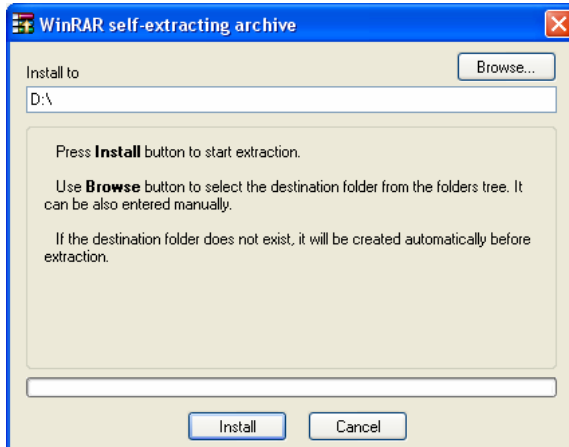 WinRAR self-extracting archive
Install to
Browse...
D:\
Press Install button to start extraction.
Use Browse button to select the destination folder from the folders tree. It
can be also entered manually.
If the destination folder does not exist, it will be created automatically before
extraction.
Install
Cancel